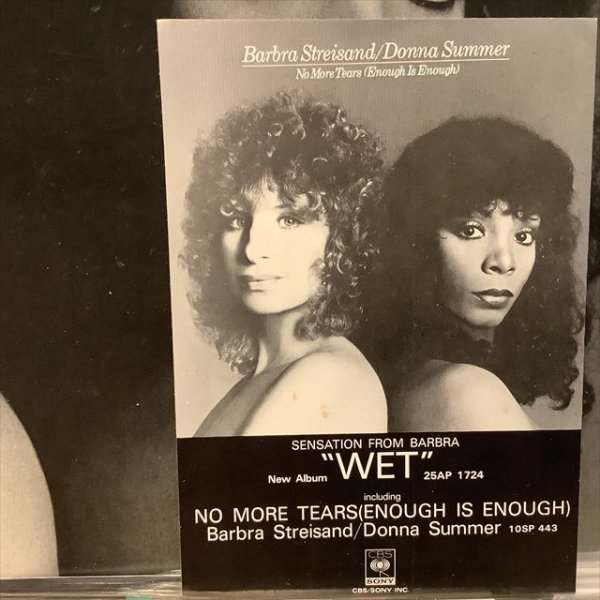 Barbra Streisand/Donna Summer
No More Tears (Enough Is Enough)
SENSATION FROM BARBRA
New Album "WET" 25AP 1724
including
NO MORE TEARS(ENOUGH IS ENOUGH)
Barbra Streisand/Donna Summer 10SP 443
CBS
SONY
CBS/SONY INC.